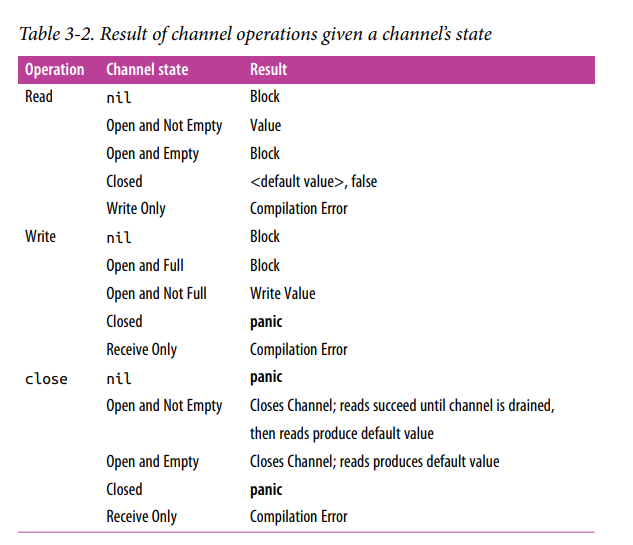 Table 3-2. Result of channel operations given a channel's state
Operation Channel state Result
Read nil Block
Open and Not Empty Value
Open and Empty Block
Closed <default value>, false
Write Only Compilation Error
Write nil Block
Open and Full Block
Open and Not Full Write Value
Closed panic
Receive Only Compilation Error
close nil panic
Open and Not Empty Closes Channel; reads succeed until channel is drained,
then reads produce default value
Open and Empty Closes Channel; reads produces default value
Closed panic
Receive Only Compilation Error